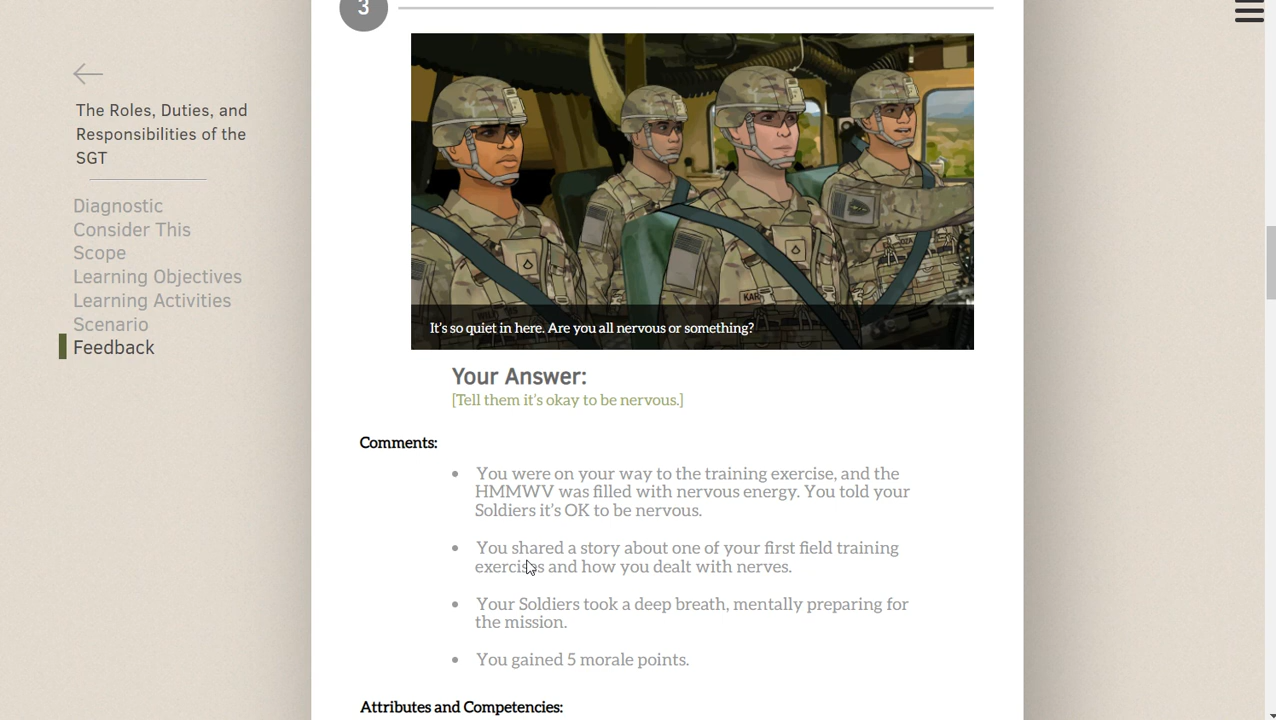 3
The Roles, Duties, and
Responsibilities of the
SGT
Diagnostic
Consider This
Scope
Learning Objectives
Learning Activities
Scenario
Feedback
It's so quiet in here. Are you all nervous or something?
Your Answer:
[Tell them it's okay to be nervous.]
Comments:
• You were on your way to the training exercise, and the
HMMWV was filled with nervous energy. You told your
Soldiers it's OK to be nervous.
• You shared a story about one of your first field training
exercises and how you dealt with nerves.
• Your Soldiers took a deep breath, mentally preparing for
the mission.
• You gained 5 morale points.
Attributes and Competencies: